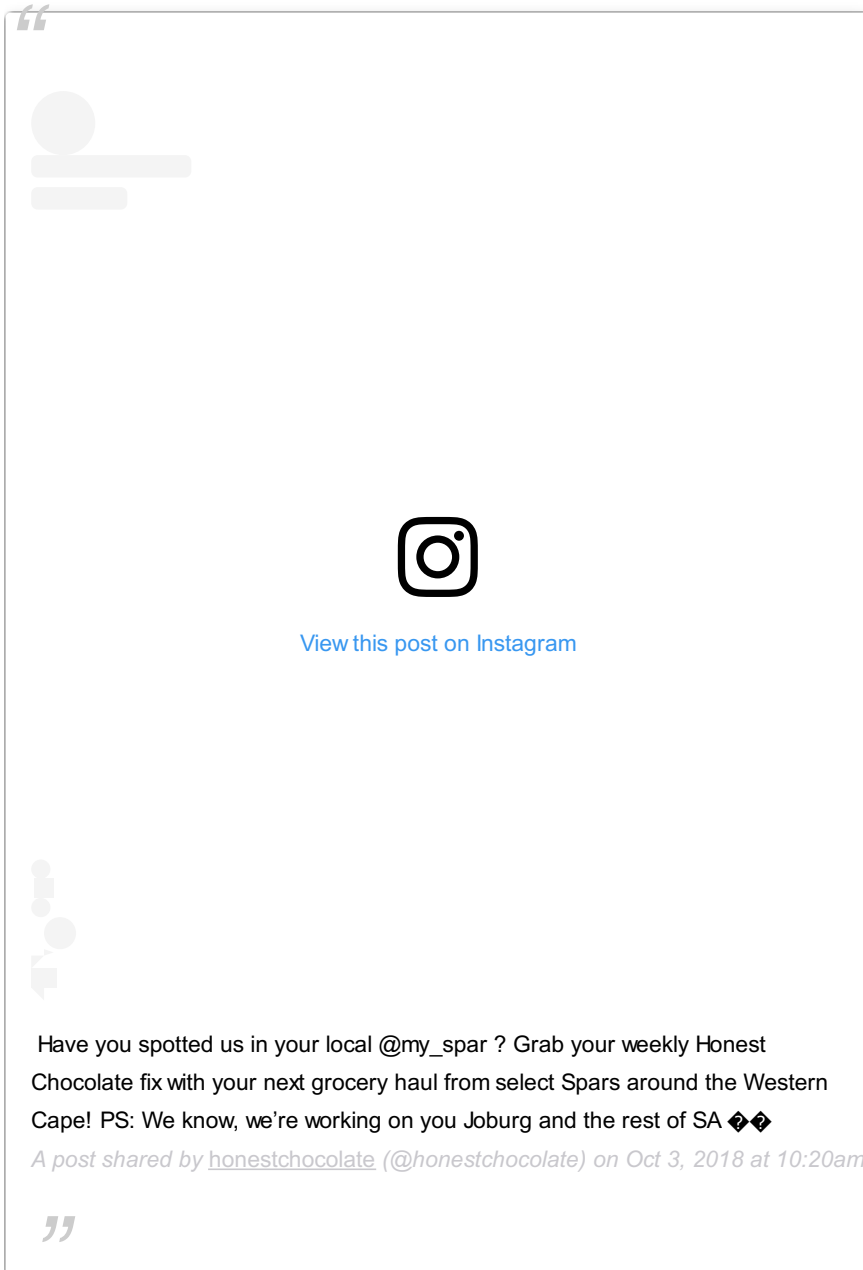 “
View this post on Instagram
Have you spotted us in your local @my_spar ? Grab your weekly Honest
Chocolate fix with your next grocery haul from select Spars around the Western
Cape! PS: We know, we’re working on you Joburg and the rest of SA ��
A post shared by honestchocolate (@honestchocolate) on Oct 3, 2018 at 10:20am
”